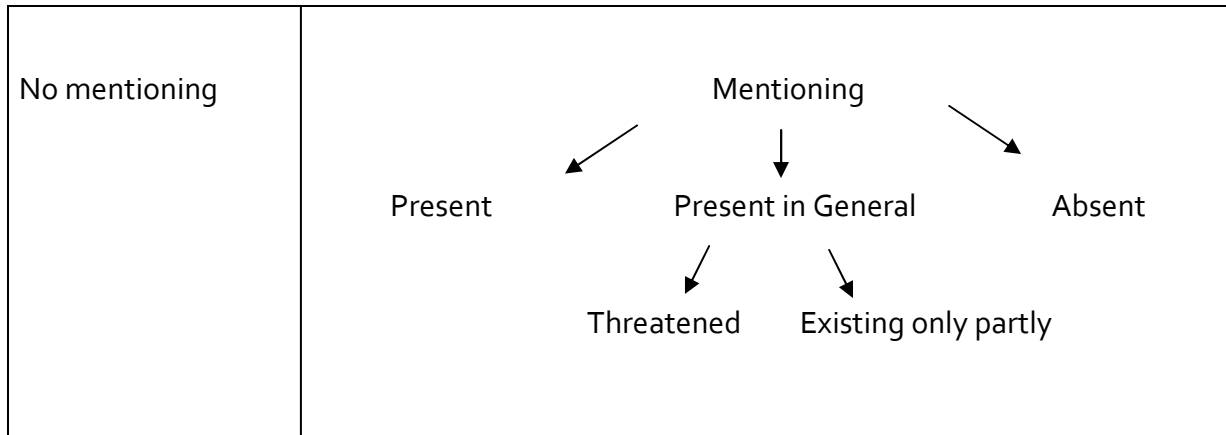 No mentioning
Mentioning
Present
Present in General
Absent
Threatened
Existing only partly